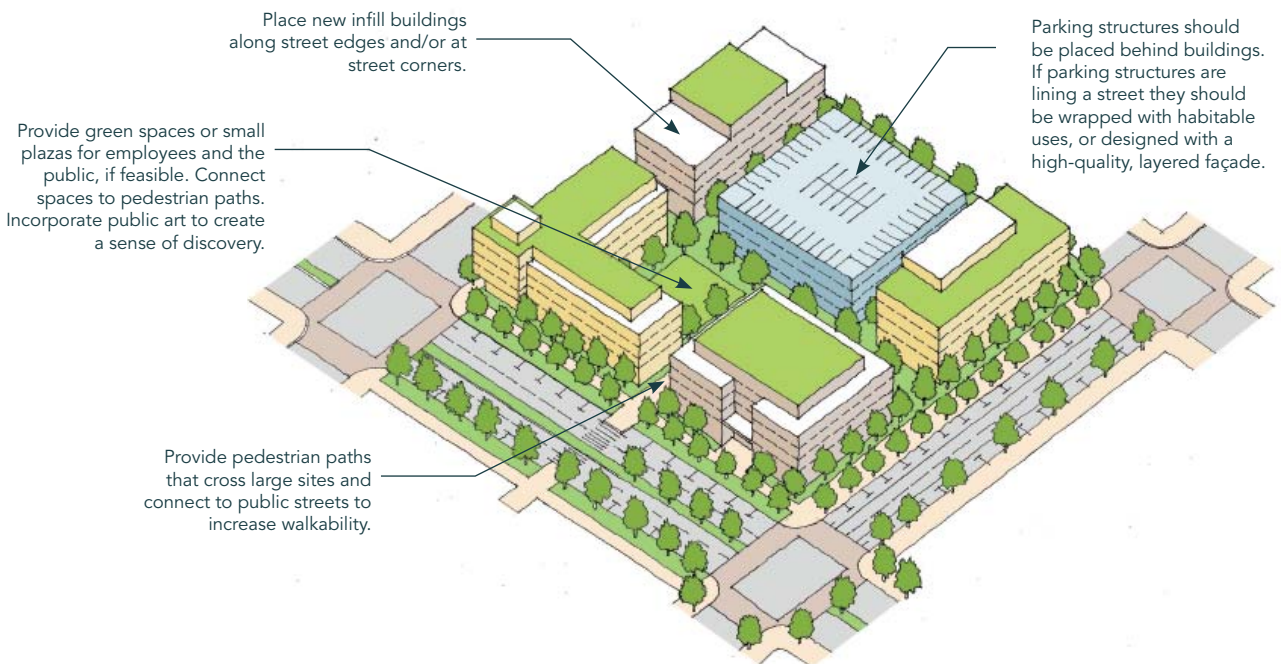 Place new infill buildings
along street edges and/or at
street corners.
Parking structures should
be placed behind buildings.
If parking structures are
lining a street they should
be wrapped with habitable
uses, or designed with a
high-quality, layered façade.
Provide green spaces or small
plazas for employees and the
public, if feasible. Connect
spaces to pedestrian paths.
Incorporate public art to create
a sense of discovery.
Provide pedestrian paths
that cross large sites and
connect to public streets to
increase walkability.